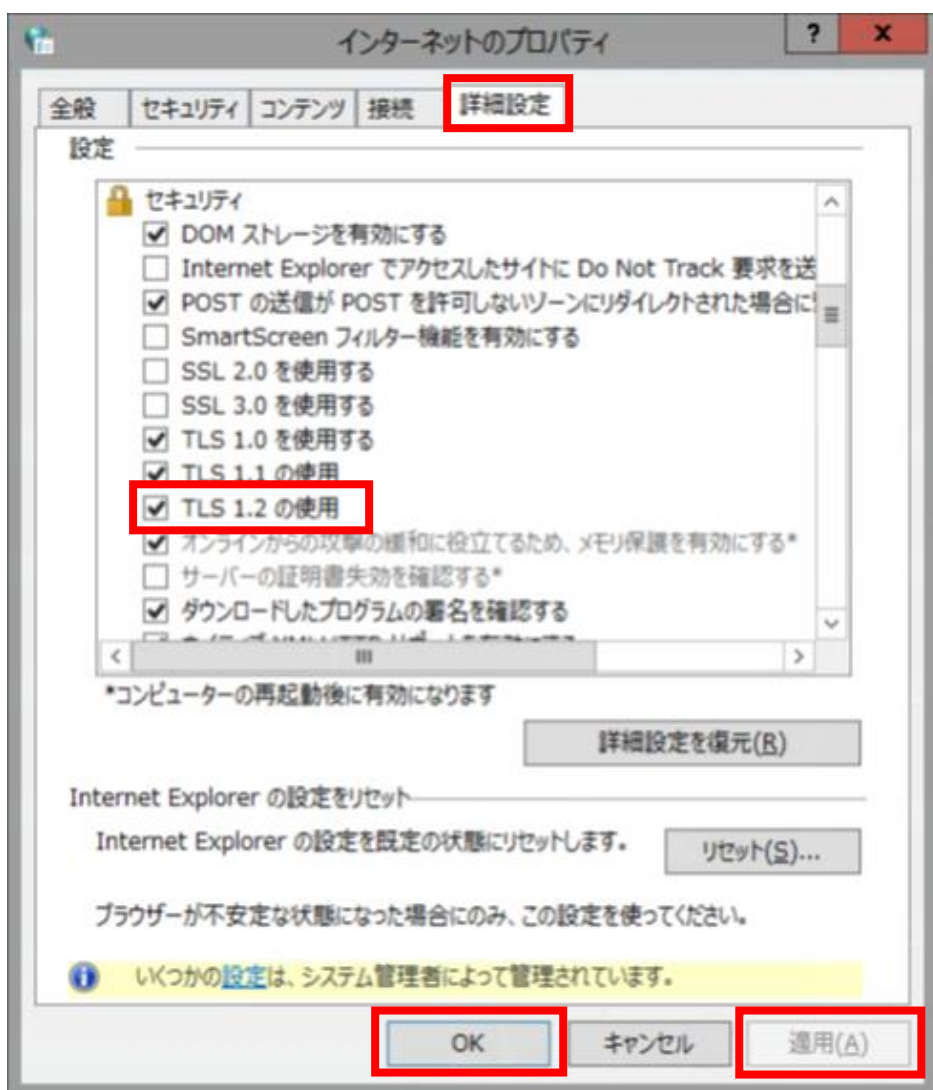 インターネットのプロパティ
?
x
全般
セキュリティ
コンテンツ
接続
詳細設定
設定
セキュリティ
DOM ストレージを有効にする
Internet Explorer でアクセスしたサイトに Do Not Track 要求を送
POST の送信が POST を許可しないゾーンにリダイレクトされた場合に
SmartScreen フィルター機能を有効にする
SSL 2.0 を使用する
SSL 3.0 を使用する
TLS 1.0 を使用する
TLS 1.1 の使用
TLS 1.2 の使用
オンラインからの攻撃の緩和に役立てるため、メモリ保護を有効にする*
サーバーの証明書失効を確認する*
ダウンロードしたプログラムの署名を確認する
*コンピューターの再起動後に有効になります
詳細設定を復元(R)
Internet Explorer の設定をリセット
Internet Explorer の設定を既定の状態にリセットします。
リセット(S)...
ブラウザーが不安定な状態になった場合にのみ、この設定を使ってください。
いくつかの設定は、システム管理者によって管理されています。
OK
キャンセル
適用(A)